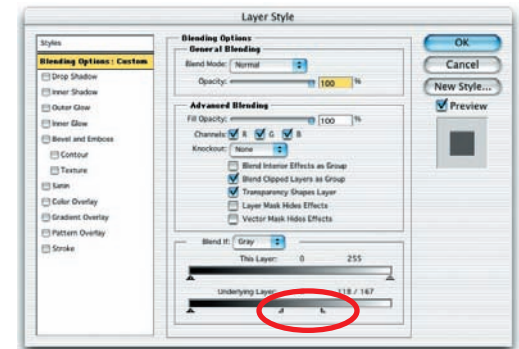 Layer Style
Styles
Blending Options: Custom
Drop Shadow
Inner Shadow
Outer Glow
Inner Glow
Bevel and Emboss
Contour
Texture
Satin
Color Overlay
Gradient Overlay
Pattern Overlay
Stroke
Blending Options
General Blending
Blend Mode: Normal
Opacity: 100 %
Advanced Blending
Fill Opacity: 100 %
Channels: R G B
Knockout: None
Blend Interior Effects as Group
Blend Clipped Layers as Group
Transparency Shapes Layer
Layer Mask Hides Effects
Vector Mask Hides Effects
Blend If: Gray
This Layer: 0 255
Underlying Layer: 118 / 167
OK
Cancel
New Style...
Preview